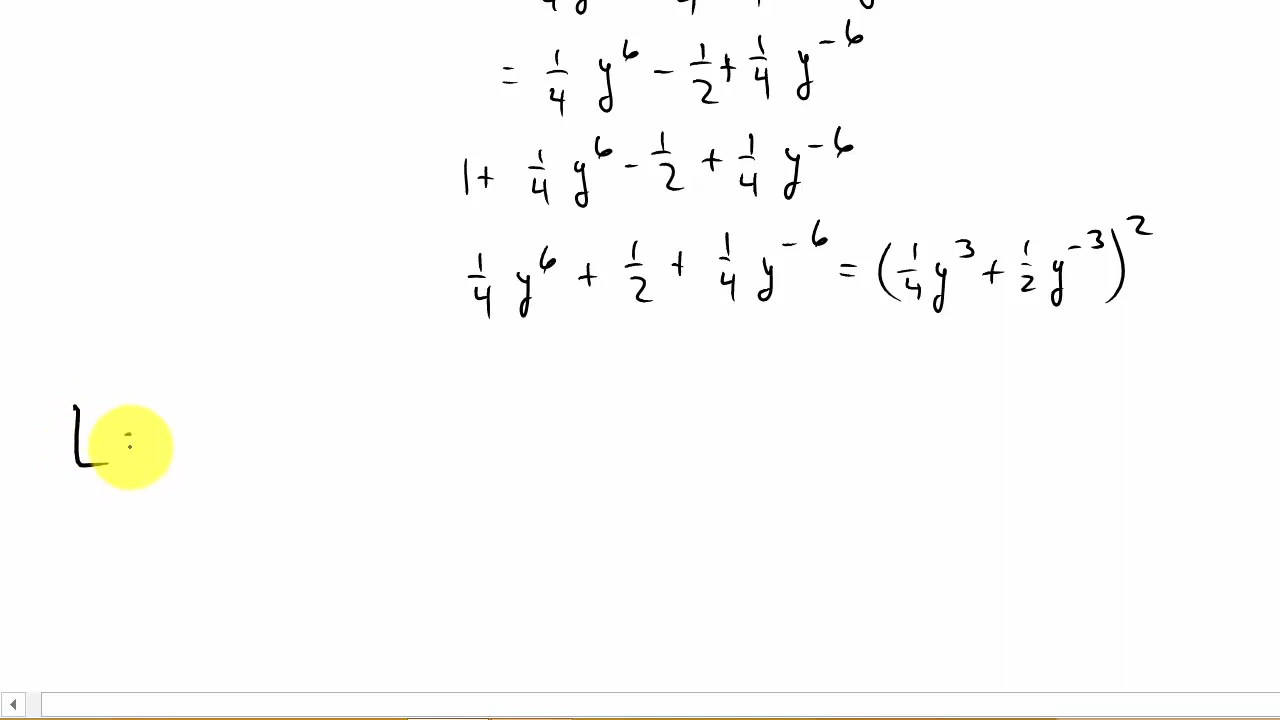 = 1/4 y^6 - 1/2 + 1/4 y^-6
1 + 1/4 y^6 - 1/2 + 1/4 y^-6
1/4 y^6 + 1/2 + 1/4 y^-6 = (1/4 y^3 + 1/2 y^-3)^2
L =